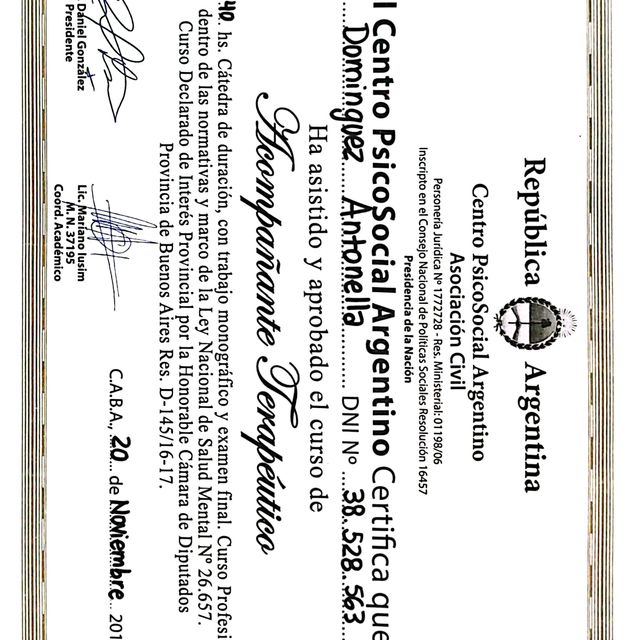 República Argentina
Centro PsicoSocial Argentino
Asociación Civil
Personería Jurídica Nº 1772728 - Res. Ministerial: 01198/06
Inscripto en el Consejo Nacional de Políticas Sociales Resolución 16457
Presidencia de la Nación
l Centro PsicoSocial Argentino Certifica que
Dominguez Antonella DNI Nº 38.528.563
Ha asistido y aprobado el curso de
Acompañante Terapéutico
40 hs. Cátedra de duración, con trabajo monográfico y examen final. Curso Profesi
dentro de las normativas y marco de la Ley Nacional de Salud Mental Nº 26.657.
Curso Declarado de Interés Provincial por la Honorable Cámara de Diputados
Provincia de Buenos Aires Res. D-145/16-17.
C.A.B.A., 20 de Noviembre 201
Daniel González
Presidente
Lic. Mariano Iusim
M. N. 37195
Coord. Académico